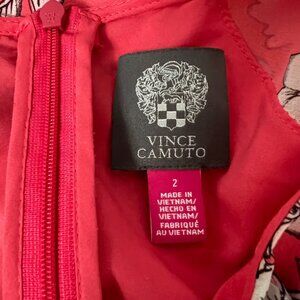 VINCE
CAMUTO
2
MADE IN
VIETNAM/
HECHO EN
VIETNAM/
FABRIQUÉ
AU VIETNAM